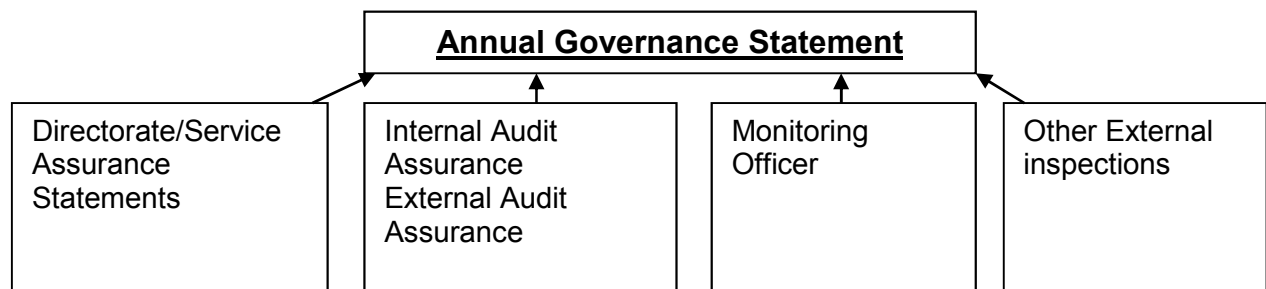 Annual Governance Statement
Directorate/Service
Assurance
Statements
Internal Audit
Assurance
External Audit
Assurance
Monitoring
Officer
Other External
inspections